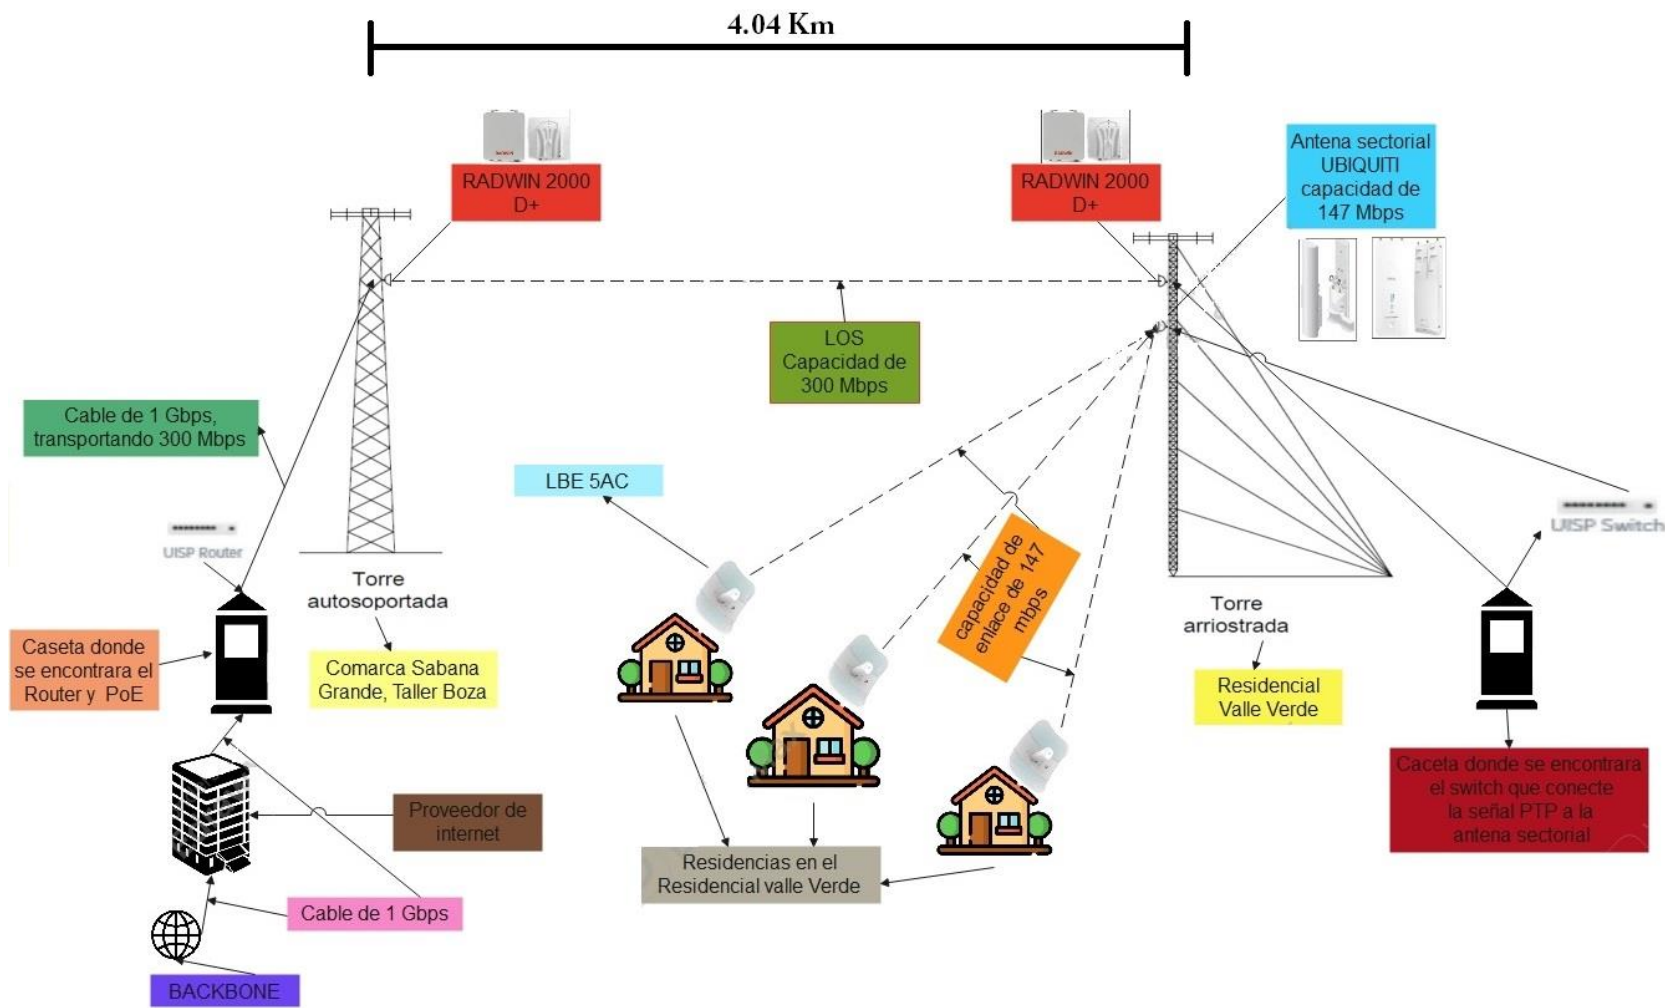 4.04 Km
RADWIN 2000
D+
RADWIN 2000
D+
Antena sectorial
UBIQUITI
capacidad de
147 Mbps
LOS
Capacidad de
300 Mbps
Cable de 1 Gbps,
transportando 300 Mbps
LBE 5AC
UISP Router
UISP Switch
capacidad de
enlace de 147
mbps
Torre
autosoportada
Torre
arriostrada
Caseta donde
se encontrara el
Router y PoE
Comarca Sabana
Grande, Taller Boza
Residencial
Valle Verde
Caceta donde se encontrara
el switch que conecte
la señal PTP a la
antena sectorial
Proveedor de
internet
Residencias en el
Residencial valle Verde
Cable de 1 Gbps
BACKBONE